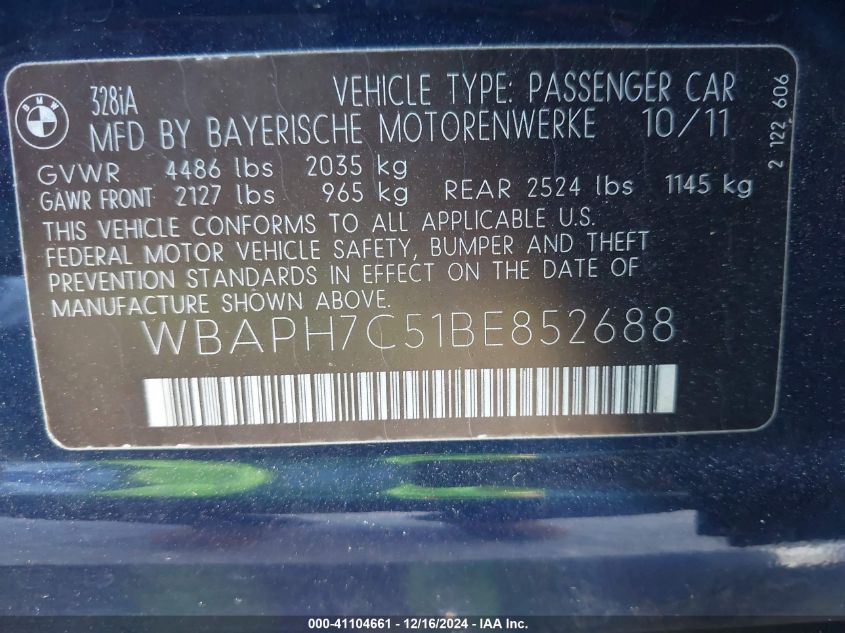 BMW
328iA VEHICLE TYPE: PASSENGER CAR
MFD BY BAYERISCHE MOTORENWERKE 10/11
GVWR 4486 lbs 2035 kg
GAWR FRONT 2127 lbs 965 kg REAR 2524 lbs 1145 kg
THIS VEHICLE CONFORMS TO ALL APPLICABLE U.S.
FEDERAL MOTOR VEHICLE SAFETY, BUMPER AND THEFT
PREVENTION STANDARDS IN EFFECT ON THE DATE OF
MANUFACTURE SHOWN ABOVE.
WBAPH7C51BE852688
2 122 606
000-41104661 - 12/16/2024 - IAAI.COM